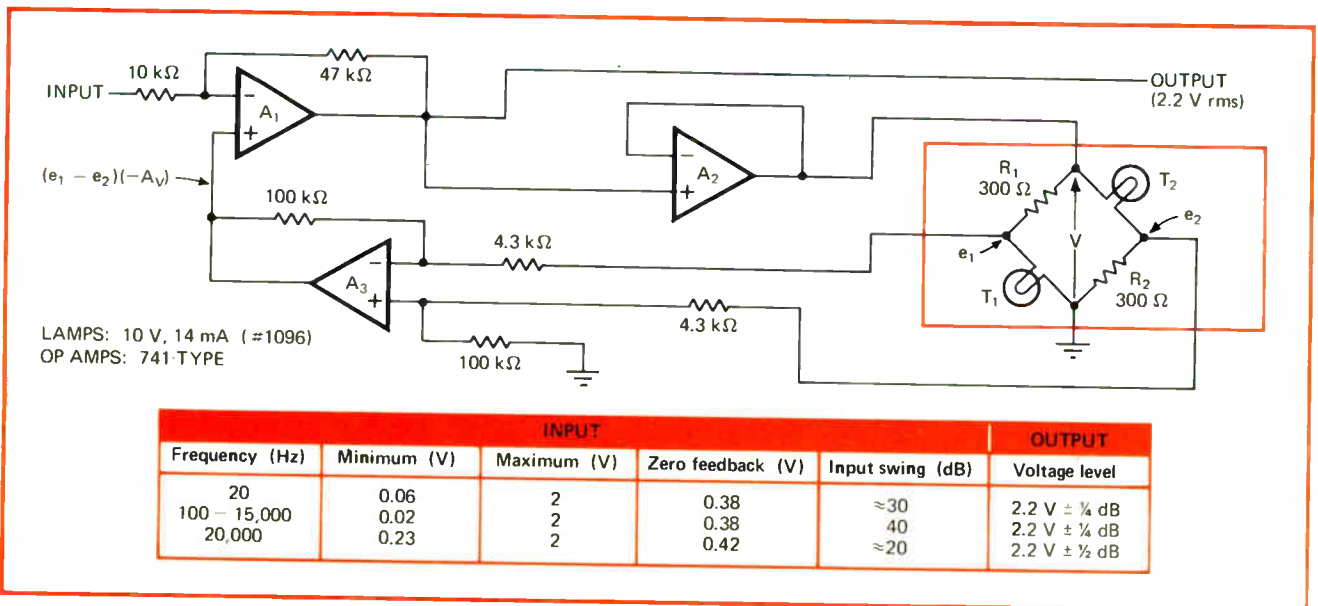 10 kΩ
47 kΩ
INPUT
OUTPUT
(2.2 V rms)
A1
-
+
A2
-
+
R1
300 Ω
T2
e2
(e1 − e2)(−AV)
100 kΩ
4.3 kΩ
e1
V
A3
-
+
T1
R2
300 Ω
4.3 kΩ
LAMPS: 10 V, 14 mA (#1096)
OP AMPS: 741-TYPE
100 kΩ
INPUT OUTPUT
Frequency (Hz) Minimum (V) Maximum (V) Zero feedback (V) Input swing (dB) Voltage level
20 0.06 2 0.38 ≈30 2.2 V ± ¼ dB
100 – 15,000 0.02 2 0.38 40 2.2 V ± ¼ dB
20,000 0.23 2 0.42 ≈20 2.2 V ± ½ dB